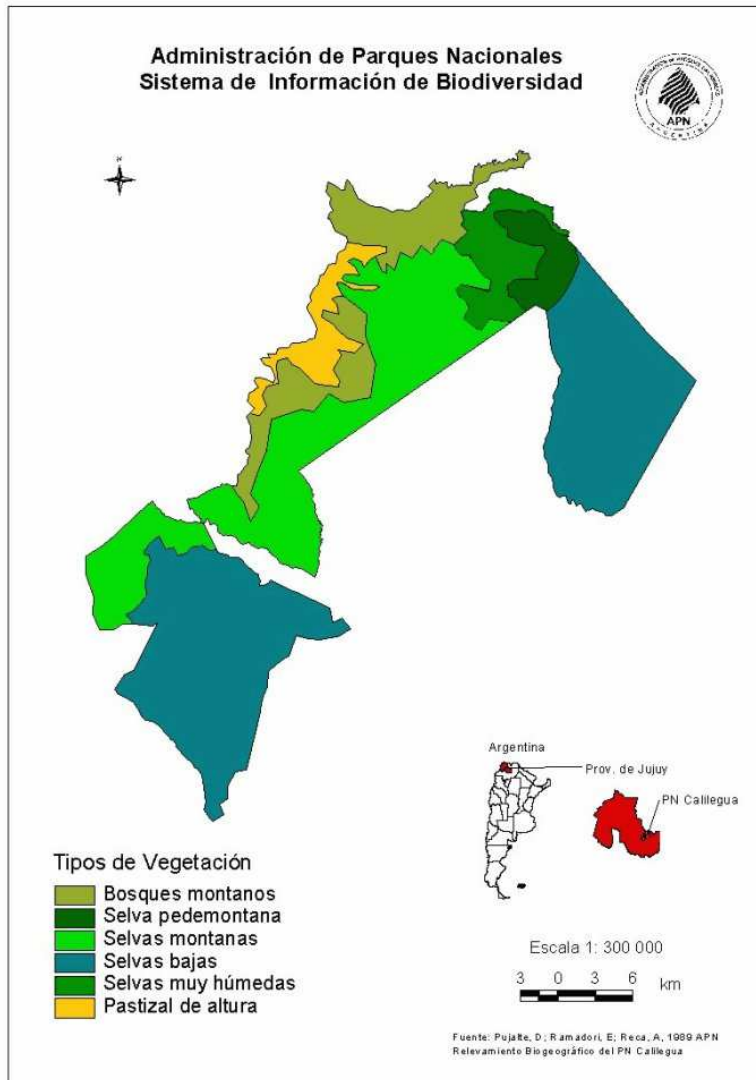 Administración de Parques Nacionales
Sistema de Información de Biodiversidad
APN
ARGENTINA
N
Argentina
Prov. de Jujuy
PN Calilegua
Tipos de Vegetación
Bosques montanos
Selva pedemontana
Selvas montanas
Selvas bajas
Selvas muy húmedas
Pastizal de altura
Escala 1: 300 000
3 0 3 6 km
Fuente: Pujalte, D; Ramadori, E; Reca, A, 1989 APN
Relevamiento Biogeográfico del PN Calilegua